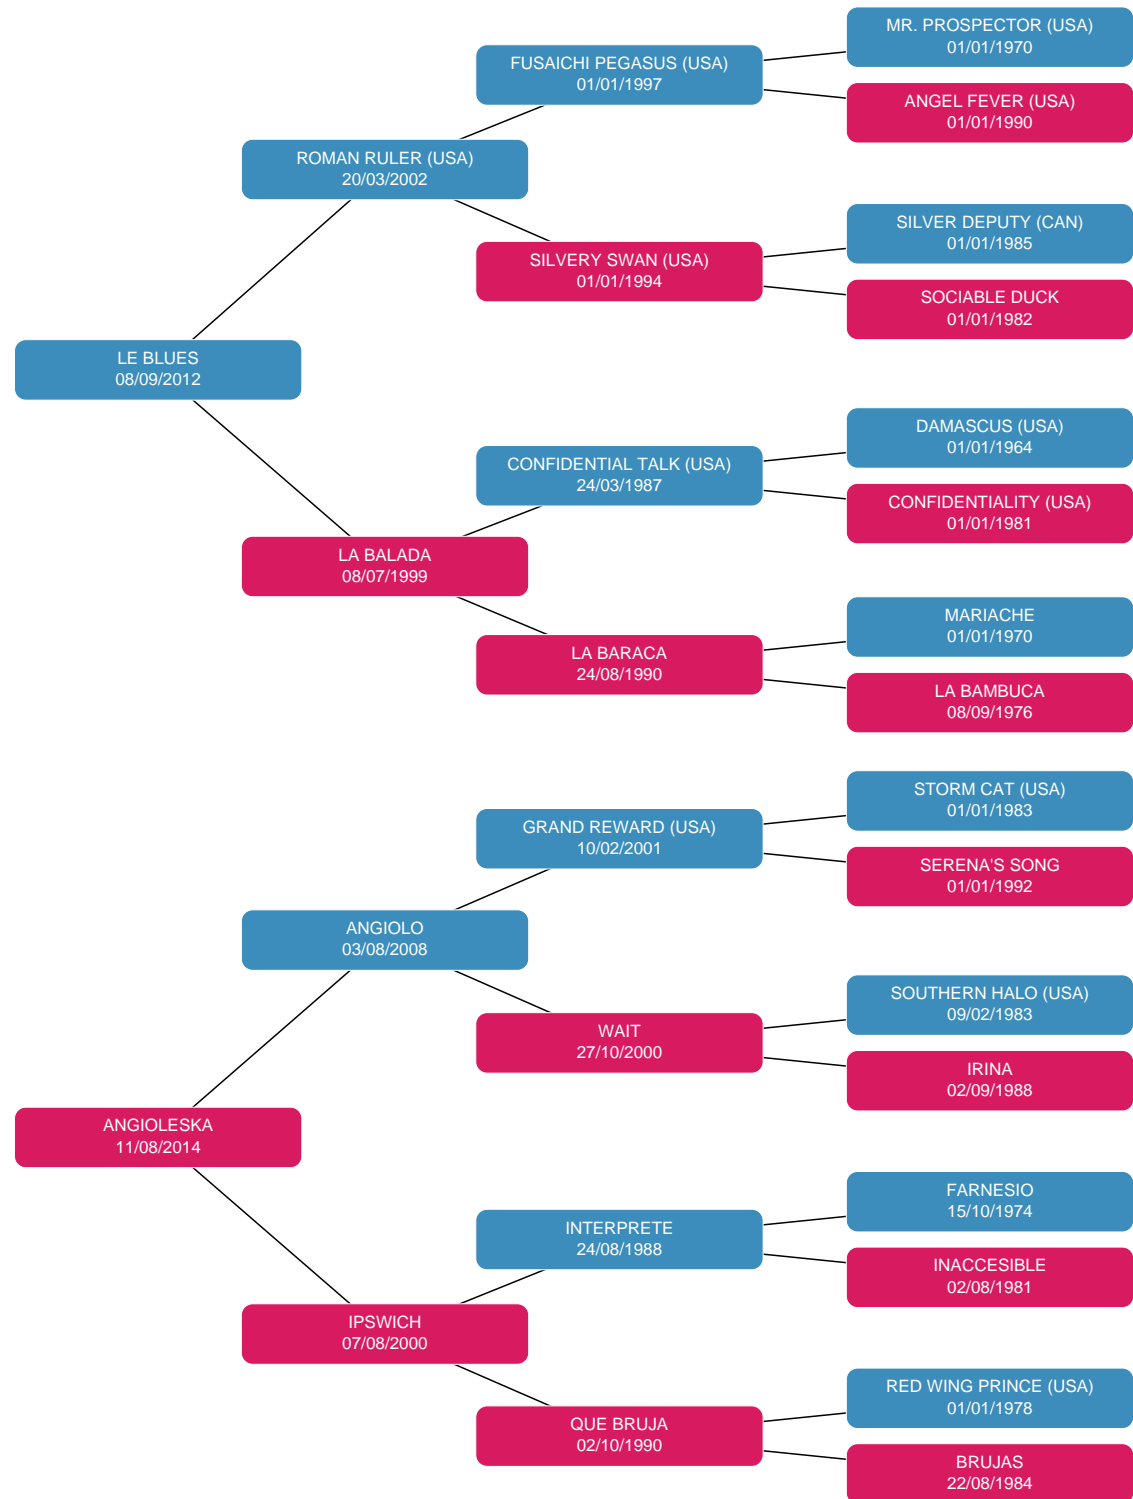 MR. PROSPECTOR (USA)
01/01/1970
FUSAICHI PEGASUS (USA)
01/01/1997
ANGEL FEVER (USA)
01/01/1990
ROMAN RULER (USA)
20/03/2002
SILVER DEPUTY (CAN)
01/01/1985
SILVERY SWAN (USA)
01/01/1994
SOCIABLE DUCK
01/01/1982
LE BLUES
08/09/2012
DAMASCUS (USA)
01/01/1964
CONFIDENTIAL TALK (USA)
24/03/1987
CONFIDENTIALITY (USA)
01/01/1981
LA BALADA
08/07/1999
MARIACHE
01/01/1970
LA BARACA
24/08/1990
LA BAMBUCA
08/09/1976
STORM CAT (USA)
01/01/1983
GRAND REWARD (USA)
10/02/2001
SERENA'S SONG
01/01/1992
ANGIOLO
03/08/2008
SOUTHERN HALO (USA)
09/02/1983
WAIT
27/10/2000
IRINA
02/09/1988
ANGIOLESKA
11/08/2014
FARNESIO
15/10/1974
INTERPRETE
24/08/1988
INACCESIBLE
02/08/1981
IPSWICH
07/08/2000
RED WING PRINCE (USA)
01/01/1978
QUE BRUJA
02/10/1990
BRUJAS
22/08/1984